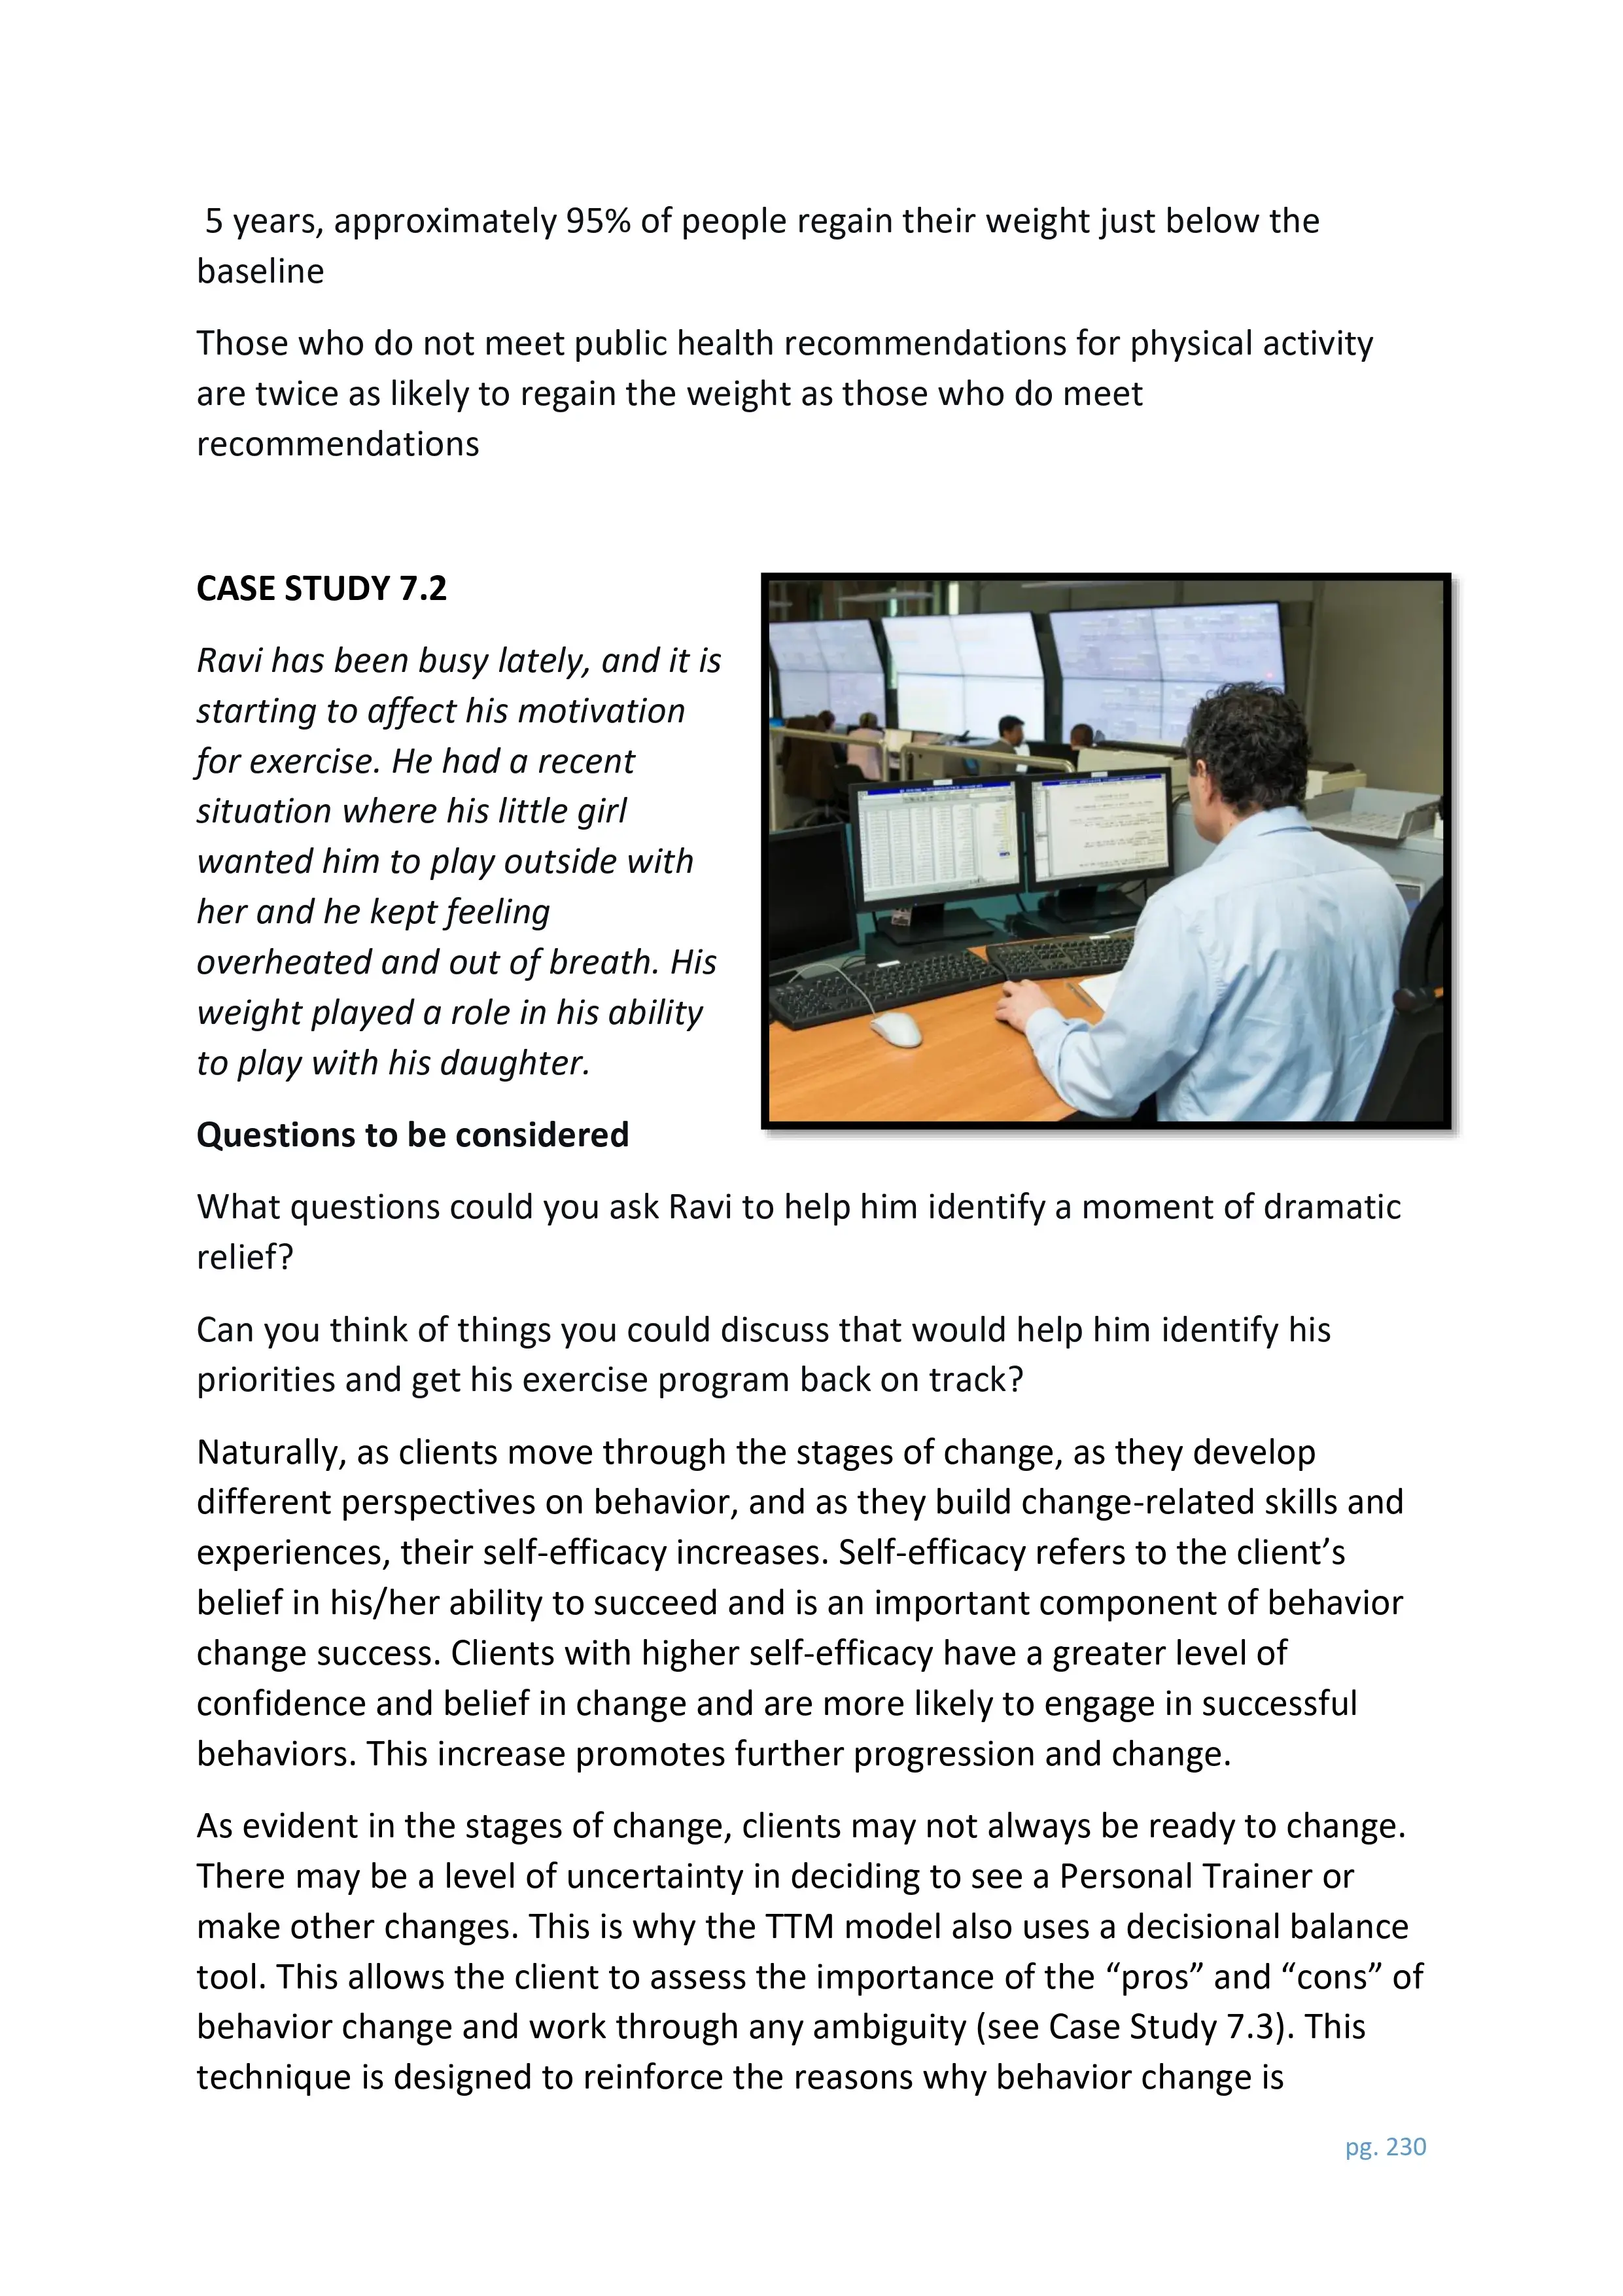 5 years, approximately 95% of people regain their weight just below the
baseline
Those who do not meet public health recommendations for physical activity
are twice as likely to regain the weight as those who do meet
recommendations
CASE STUDY 7.2
Ravi has been busy lately, and it is
starting to affect his motivation
for exercise. He had a recent
situation where his little girl
wanted him to play outside with
her and he kept feeling
overheated and out of breath. His
weight played a role in his ability
to play with his daughter.
Questions to be considered
What questions could you ask Ravi to help him identify a moment of dramatic
relief?
Can you think of things you could discuss that would help him identify his
priorities and get his exercise program back on track?
Naturally, as clients move through the stages of change, as they develop
different perspectives on behavior, and as they build change-related skills and
experiences, their self-efficacy increases. Self-efficacy refers to the client’s
belief in his/her ability to succeed and is an important component of behavior
change success. Clients with higher self-efficacy have a greater level of
confidence and belief in change and are more likely to engage in successful
behaviors. This increase promotes further progression and change.
As evident in the stages of change, clients may not always be ready to change.
There may be a level of uncertainty in deciding to see a Personal Trainer or
make other changes. This is why the TTM model also uses a decisional balance
tool. This allows the client to assess the importance of the “pros” and “cons” of
behavior change and work through any ambiguity (see Case Study 7.3). This
technique is designed to reinforce the reasons why behavior change is
pg. 230